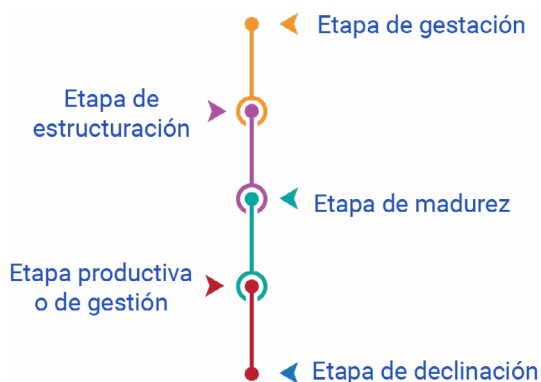 Etapa de gestación
Etapa de
estructuración
Etapa de madurez
Etapa productiva
o de gestión
Etapa de declinación